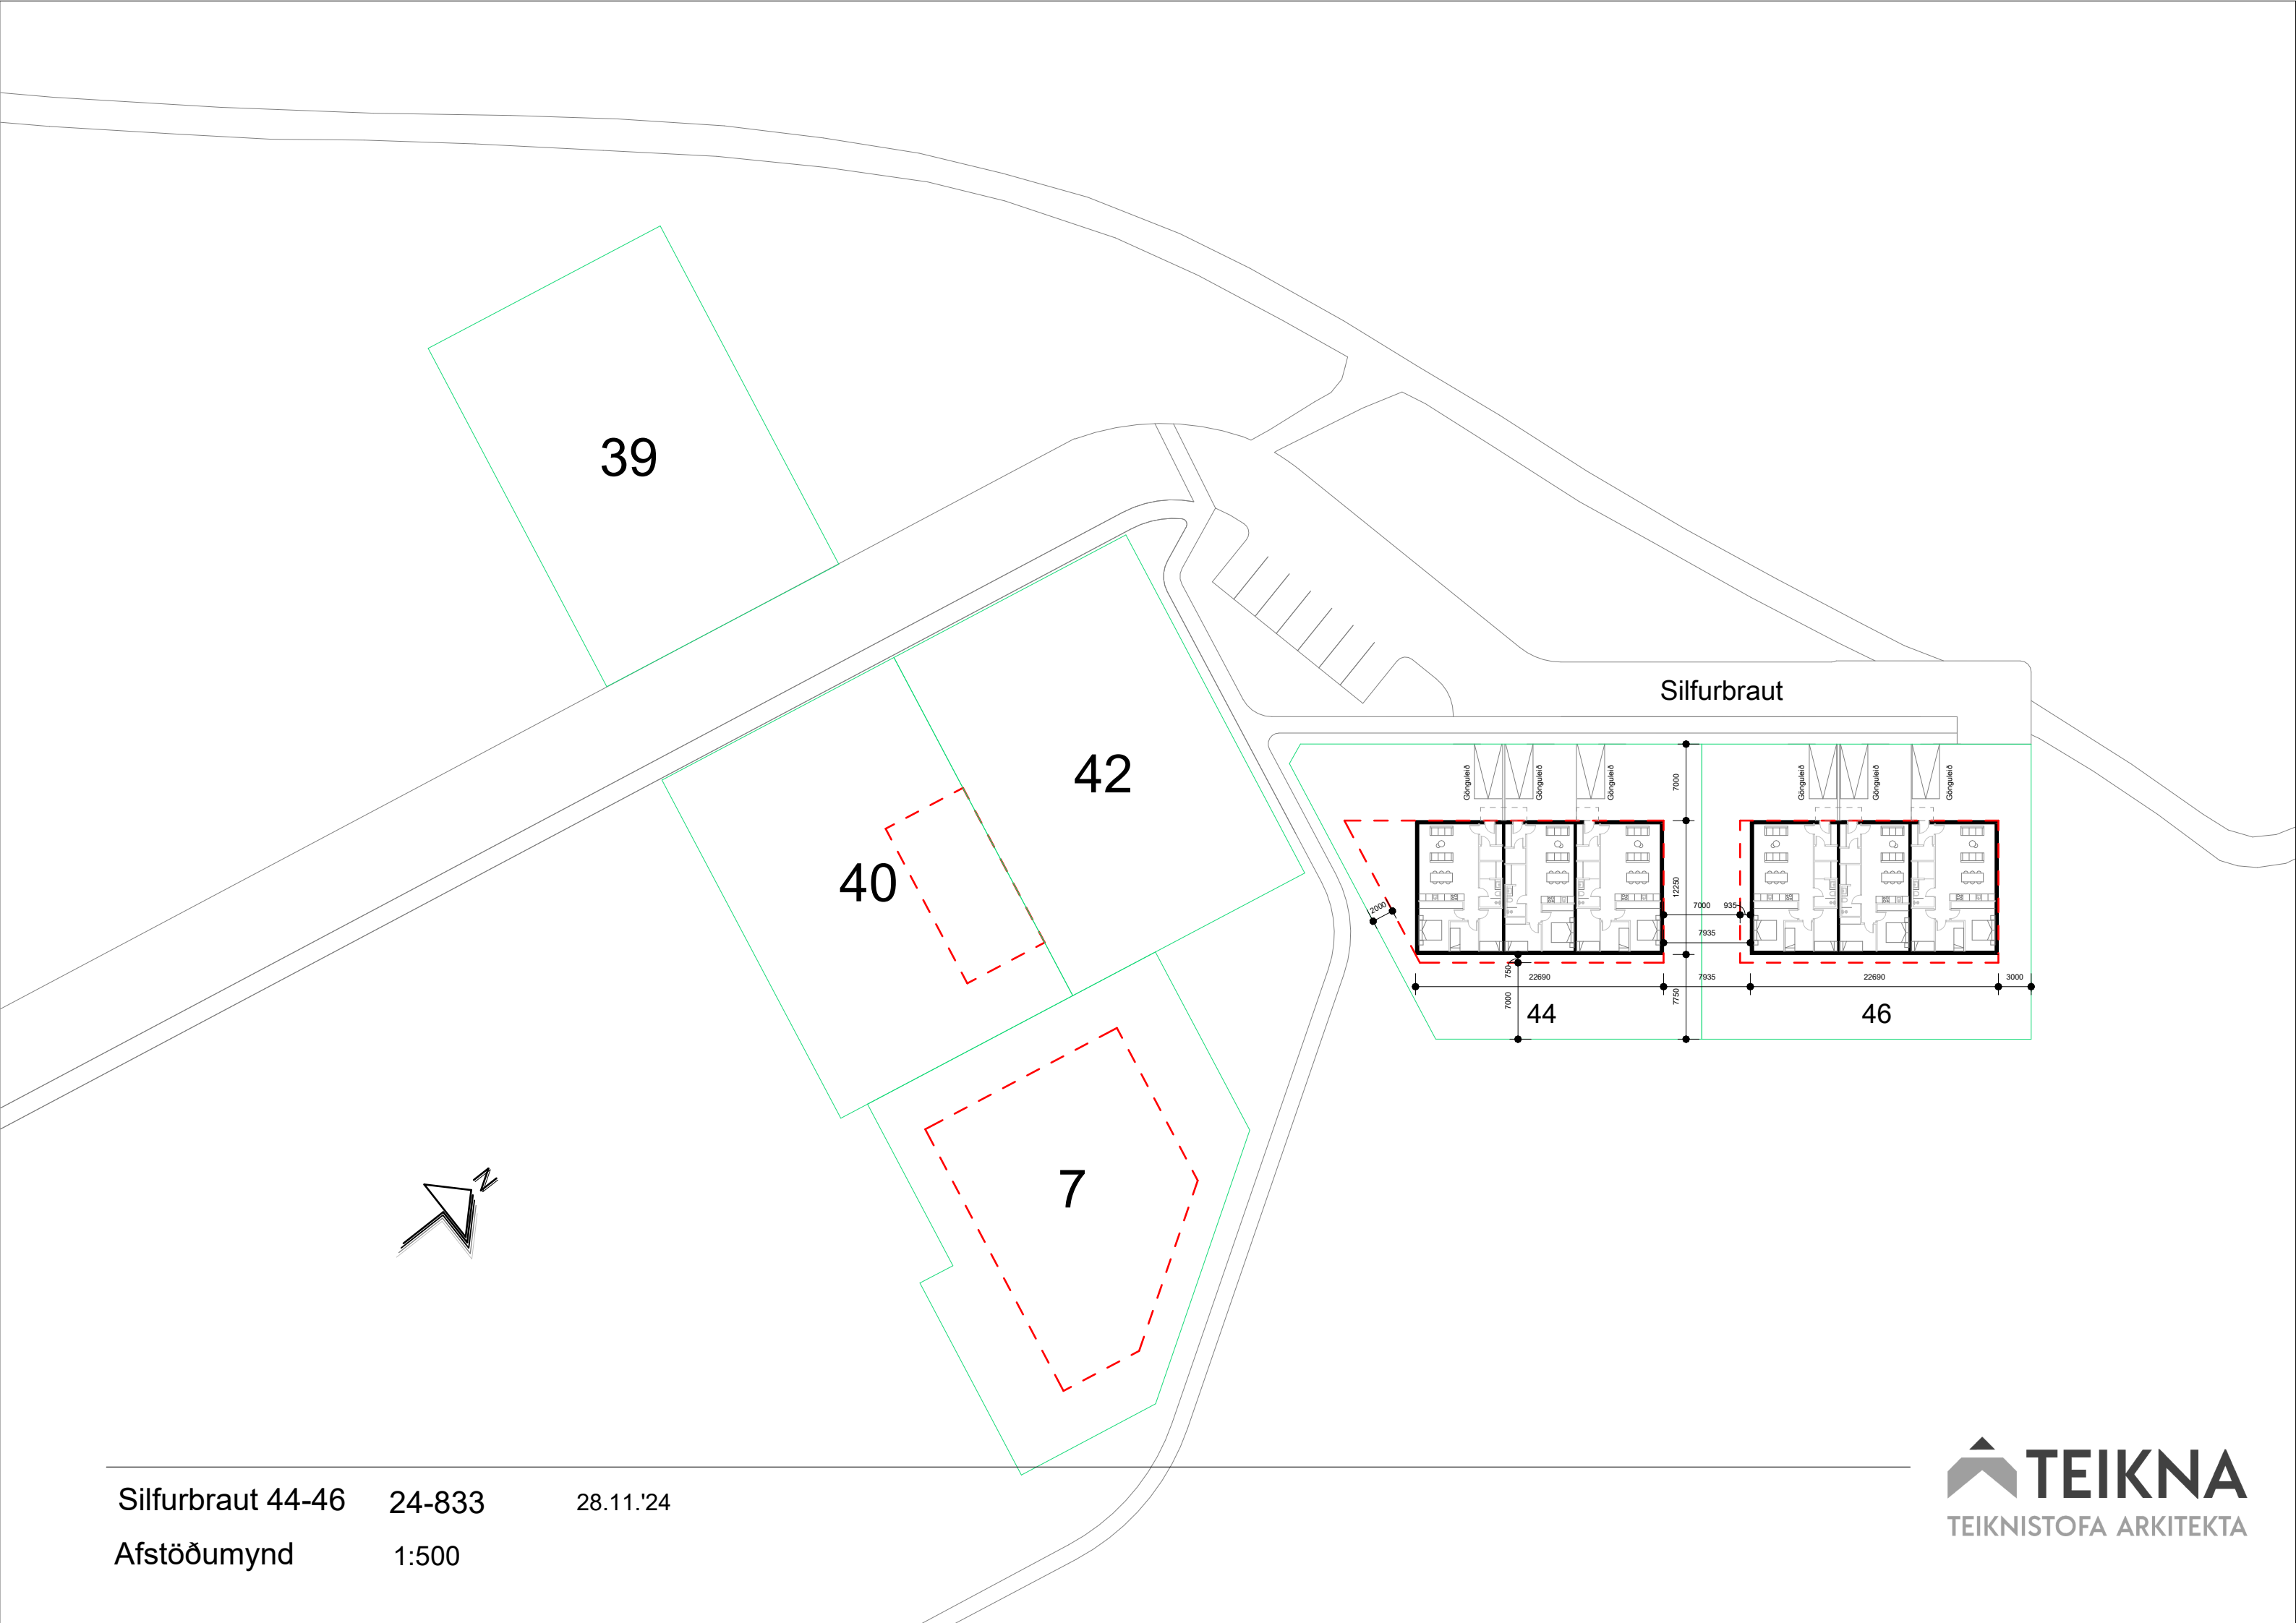 39
Silfurbraut
42
40
7
Gönguleið
Gönguleið
Gönguleið
Gönguleið
Gönguleið
Gönguleið
7000
12250
2000
7000
935
7935
750
22690
7935
22690
3000
7000
7750
44
46
N
Silfurbraut 44-46
24-833
28.11.'24
Afstöðumynd
1:500
TEIKNA
TEIKNISTOFA ARKITEKTA